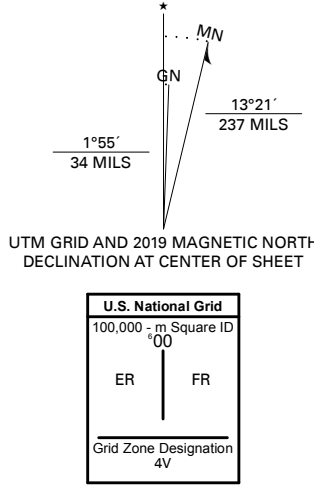 ★
MN
GN
13°21´
237 MILS
1°55´
34 MILS
UTM GRID AND 2019 MAGNETIC NORTH
DECLINATION AT CENTER OF SHEET
U.S. National Grid
100,000 - m Square ID
⁶00
ER FR
Grid Zone Designation
4V